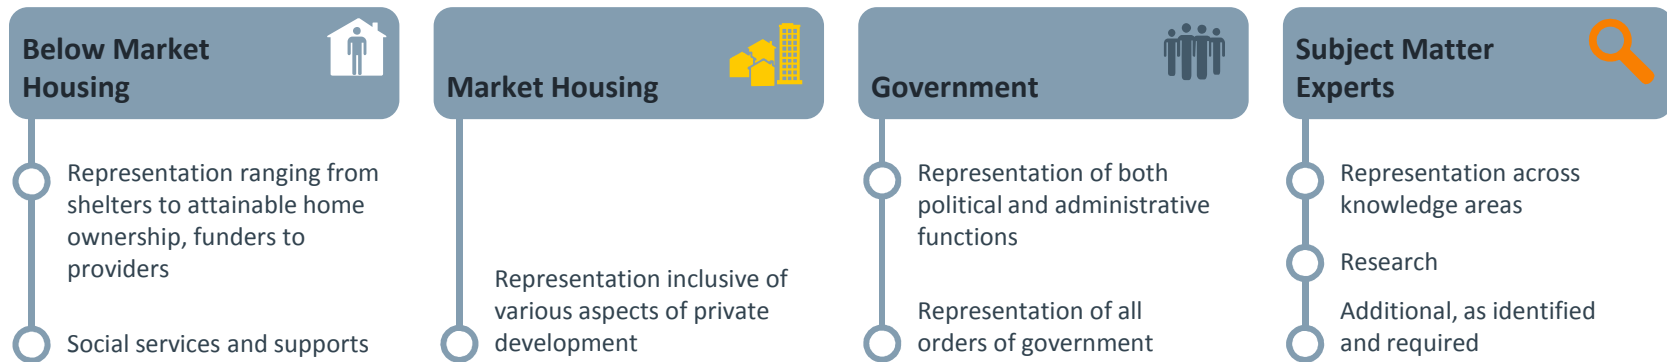 Below Market
Housing
Representation ranging from
shelters to attainable home
ownership, funders to
providers
Social services and supports
Market Housing
Representation inclusive of
various aspects of private
development
Government
Representation of both
political and administrative
functions
Representation of all
orders of government
Subject Matter
Experts
Representation across
knowledge areas
Research
Additional, as identified
and required